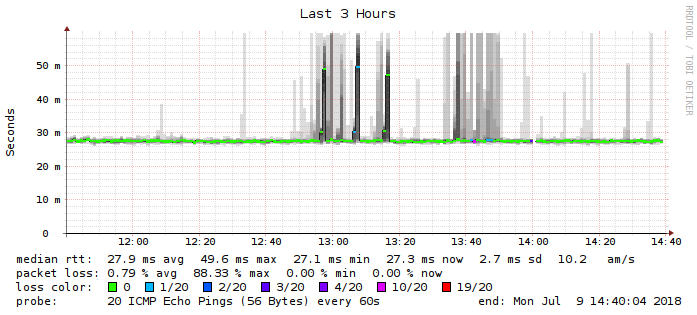 Last 3 Hours
RRDTOOL / TOBI OETIKER
Seconds
50 m
40 m
30 m
20 m
10 m
0
12:00 12:20 12:40 13:00 13:20 13:40 14:00 14:20 14:40
median rtt: 27.9 ms avg 49.6 ms max 27.1 ms min 27.3 ms now 2.7 ms sd 10.2 am/s
packet loss: 0.79 % avg 88.33 % max 0.00 % min 0.00 % now
loss color: 0 1/20 2/20 3/20 4/20 10/20 19/20
probe: 20 ICMP Echo Pings (56 Bytes) every 60s end: Mon Jul 9 14:40:04 2018